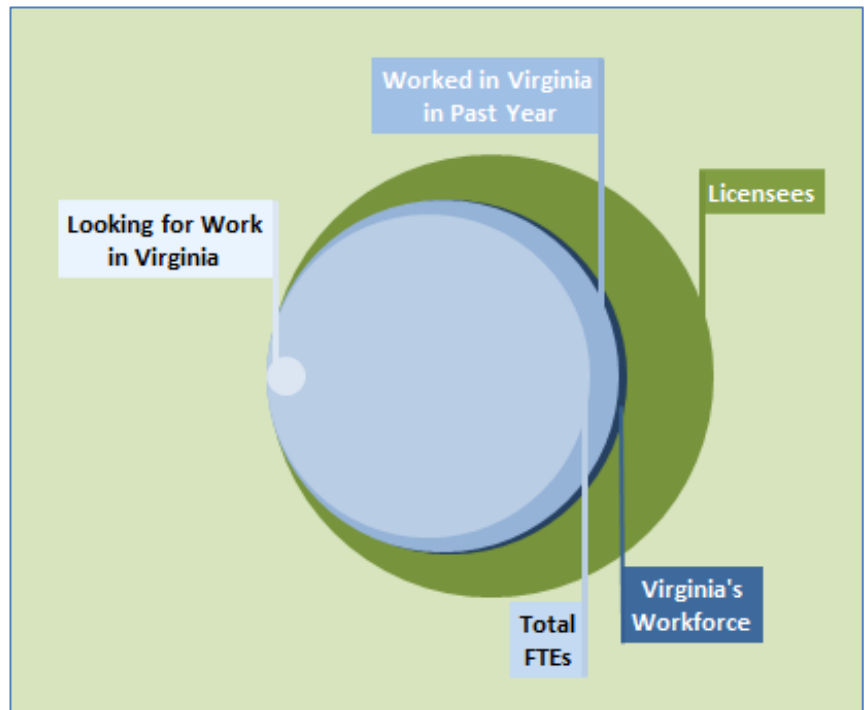 Worked in Virginia
in Past Year
Licensees
Looking for Work
in Virginia
Virginia's
Workforce
Total
FTEs